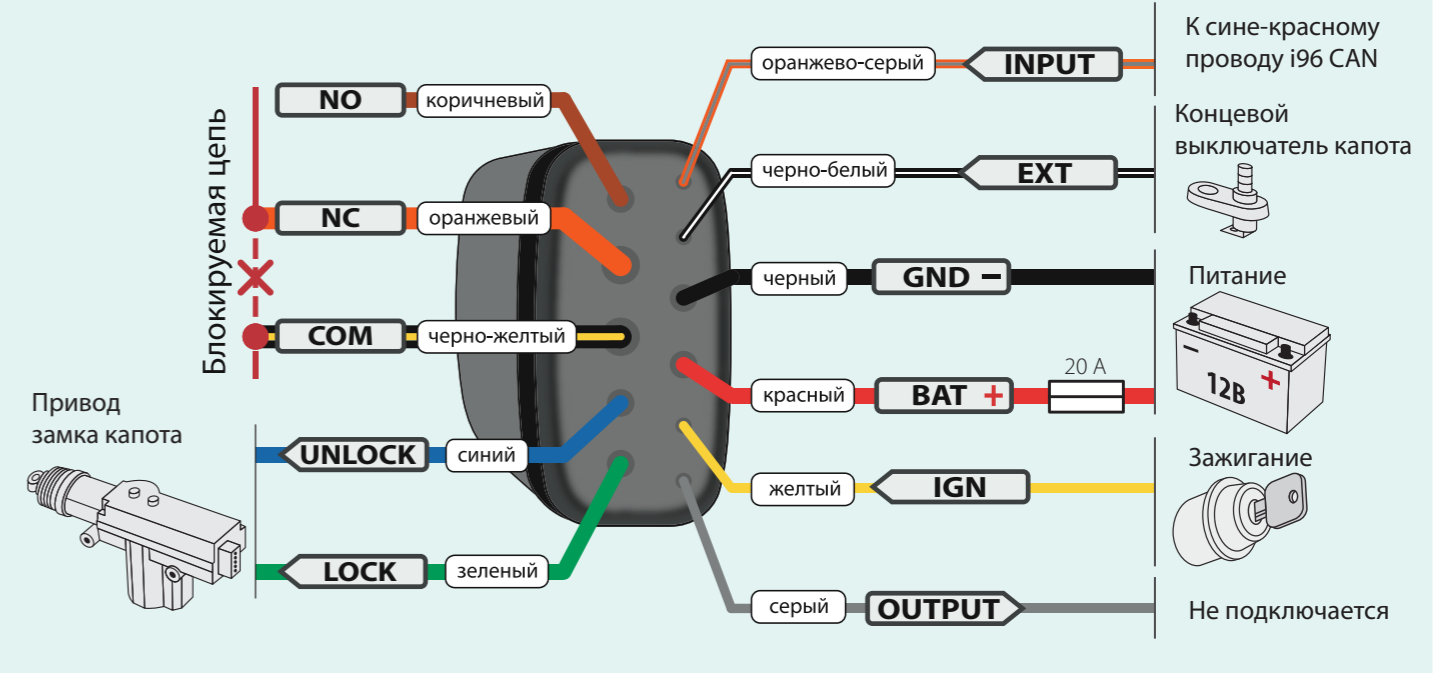 Блокируемая цепь
NO
коричневый
NC
оранжевый
COM
черно-желтый
Привод
замка капота
UNLOCK
синий
LOCK
зеленый
оранжево-серый
INPUT
К сине-красному
проводу i96 CAN
черно-белый
EXT
Концевой
выключатель капота
черный
GND −
Питание
− 12В +
красный
BAT +
20 А
желтый
IGN
Зажигание
серый
OUTPUT
Не подключается